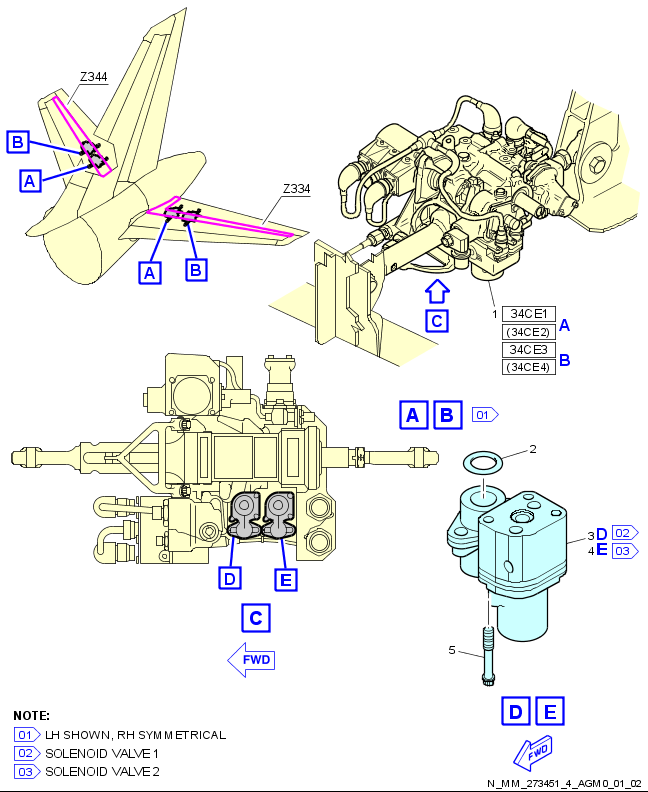 Z344
B
A
Z334
A
B
C
1
34CE1
(34CE2)
A
34CE3
(34CE4)
B
A B 01
2
3 D 02
4 E 03
D
E
C
FWD
5
D E
FWD
NOTE:
01 LH SHOWN, RH SYMMETRICAL
02 SOLENOID VALVE 1
03 SOLENOID VALVE 2
N_MM_273451_4_AGM0_01_02